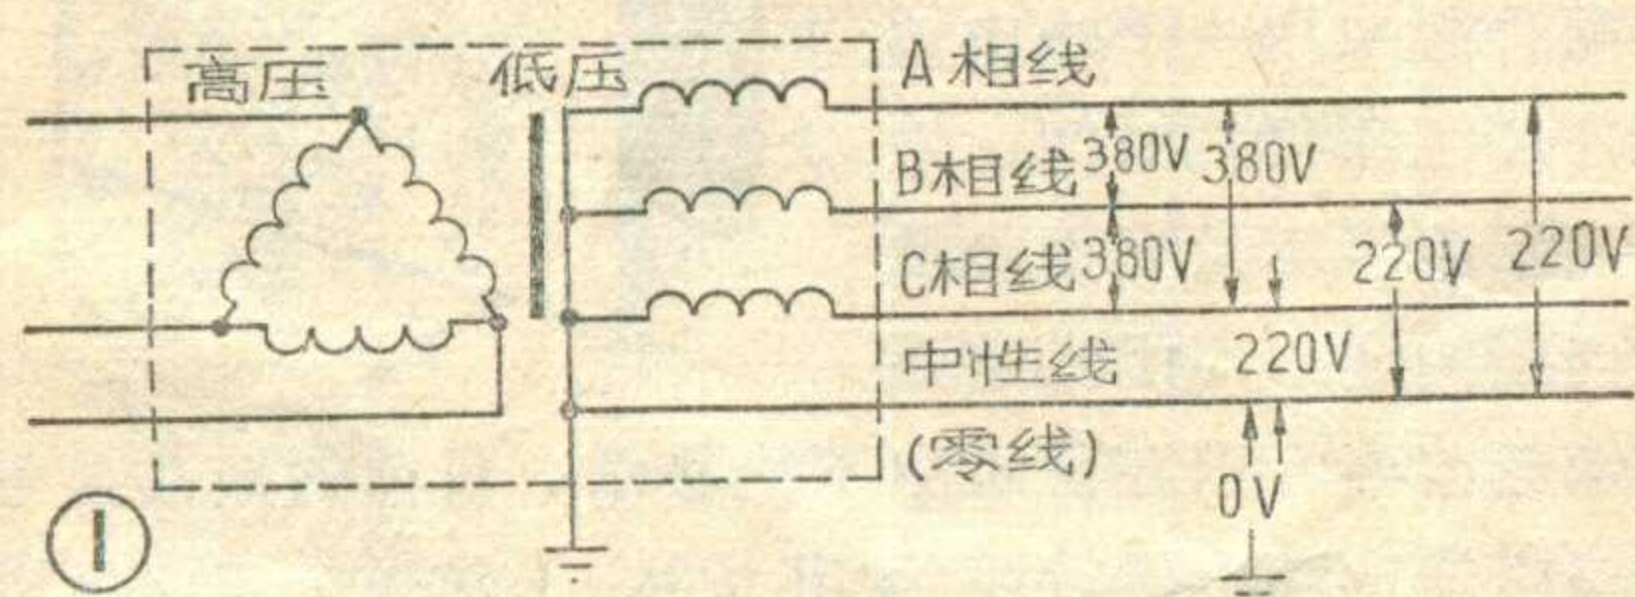 高压 低压 A相线
B相线 380V 380V
C相线 380V 220V 220V
中性线 220V
(零线)
0V
1